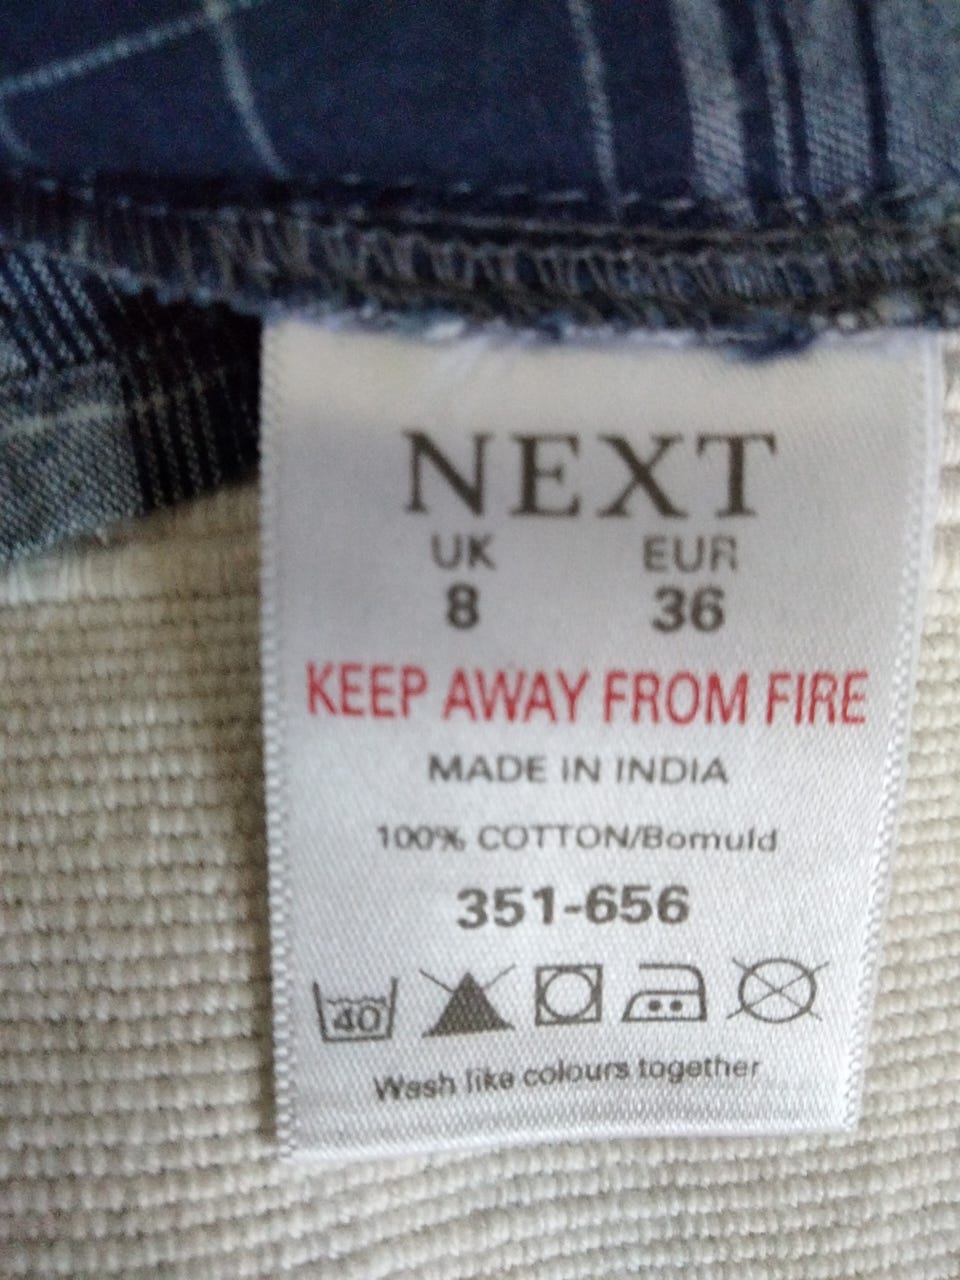 NEXT
UK EUR
8 36
KEEP AWAY FROM FIRE
MADE IN INDIA
100% COTTON/Bomuld
351-656
40
Wash like colours together